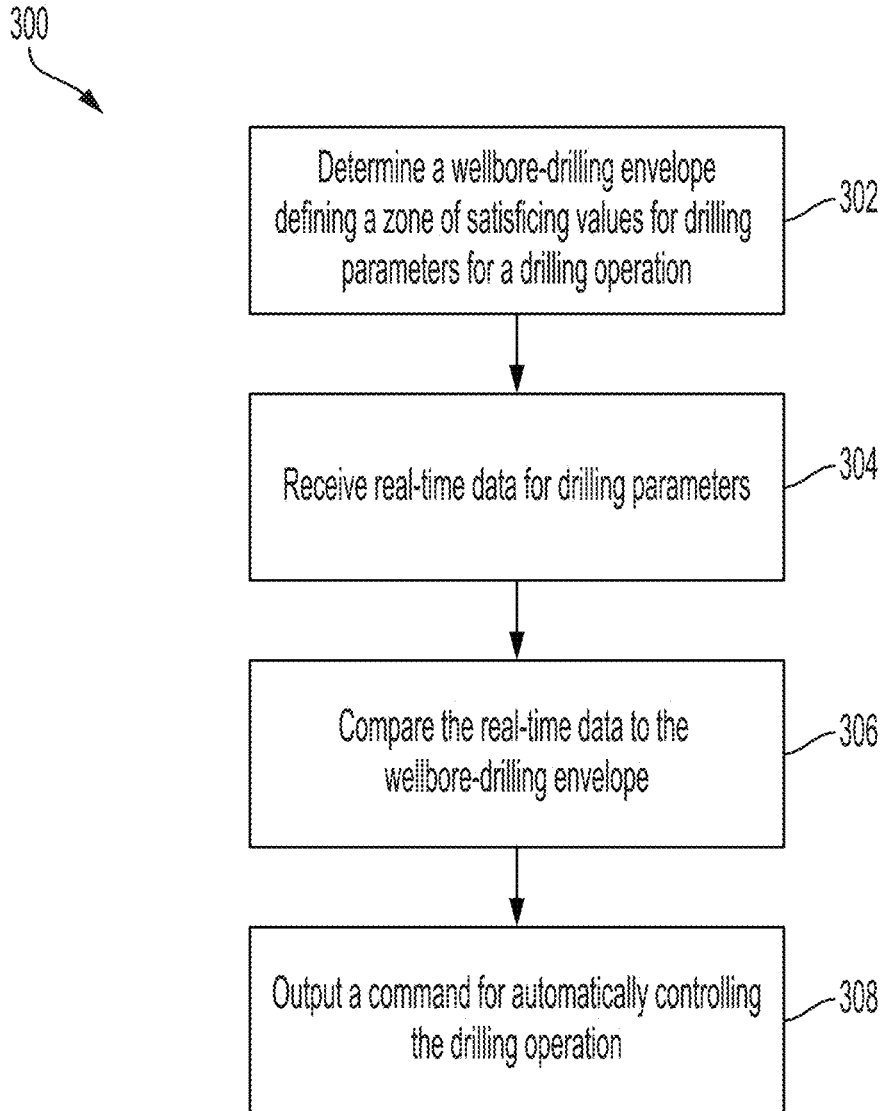 300
Determine a wellbore-drilling envelope
defining a zone of satisficing values for drilling
parameters for a drilling operation
302
Receive real-time data for drilling parameters
304
Compare the real-time data to the
wellbore-drilling envelope
306
Output a command for automatically controlling
the drilling operation
308